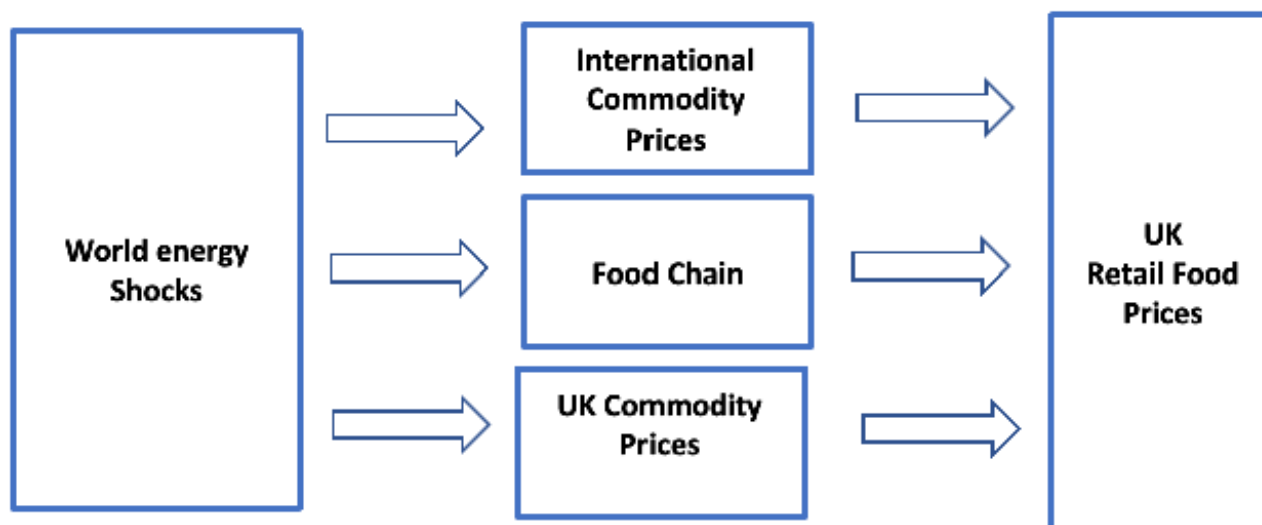 World energy
Shocks
International
Commodity
Prices
Food Chain
UK Commodity
Prices
UK
Retail Food
Prices